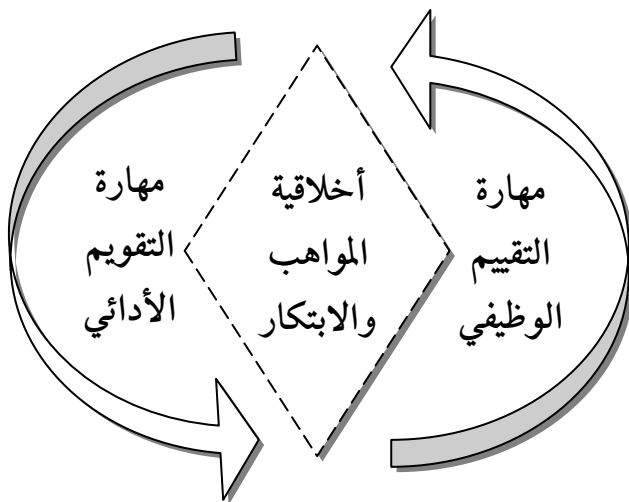 مهارة
التقييم
الوظيفي
أخلاقية
المواهب
والابتكار
مهارة
التقويم
الأدائي